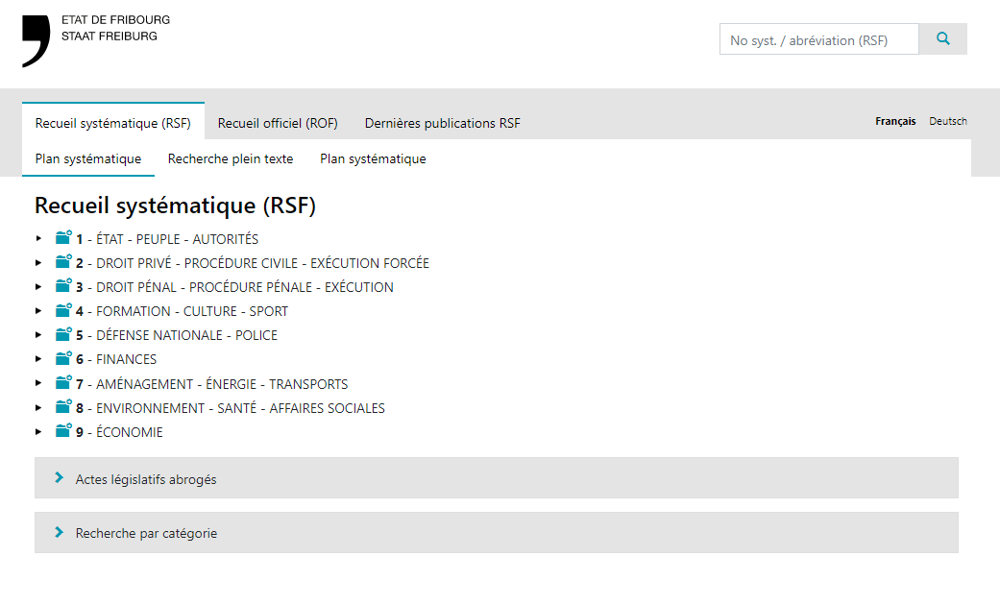 ETAT DE FRIBOURG
STAAT FREIBURG
No syst. / abréviation (RSF)
Recueil systématique (RSF) Recueil officiel (ROF) Dernières publications RSF Français Deutsch
Plan systématique Recherche plein texte Plan systématique
Recueil systématique (RSF)
1 - ÉTAT - PEUPLE - AUTORITÉS
2 - DROIT PRIVÉ - PROCÉDURE CIVILE - EXÉCUTION FORCÉE
3 - DROIT PÉNAL - PROCÉDURE PÉNALE - EXÉCUTION
4 - FORMATION - CULTURE - SPORT
5 - DÉFENSE NATIONALE - POLICE
6 - FINANCES
7 - AMÉNAGEMENT - ÉNERGIE - TRANSPORTS
8 - ENVIRONNEMENT - SANTÉ - AFFAIRES SOCIALES
9 - ÉCONOMIE
Actes législatifs abrogés
Recherche par catégorie